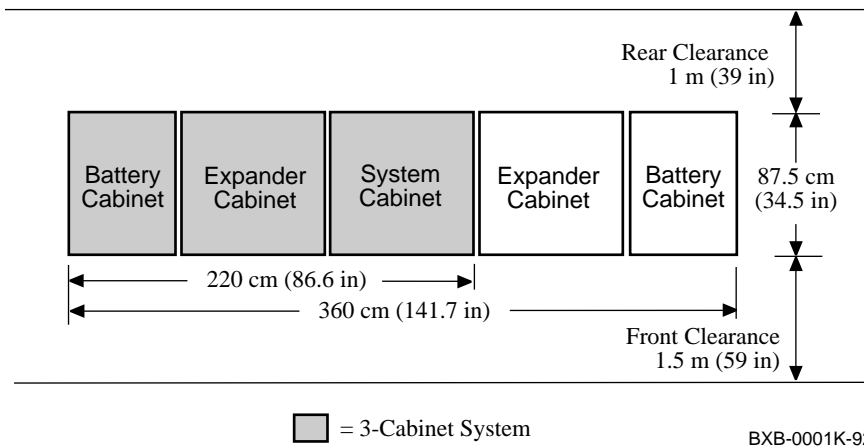 Rear Clearance
1 m (39 in)
Battery
Cabinet
Expander
Cabinet
System
Cabinet
Expander
Cabinet
Battery
Cabinet
87.5 cm
(34.5 in)
220 cm (86.6 in)
360 cm (141.7 in)
Front Clearance
1.5 m (59 in)
= 3-Cabinet System